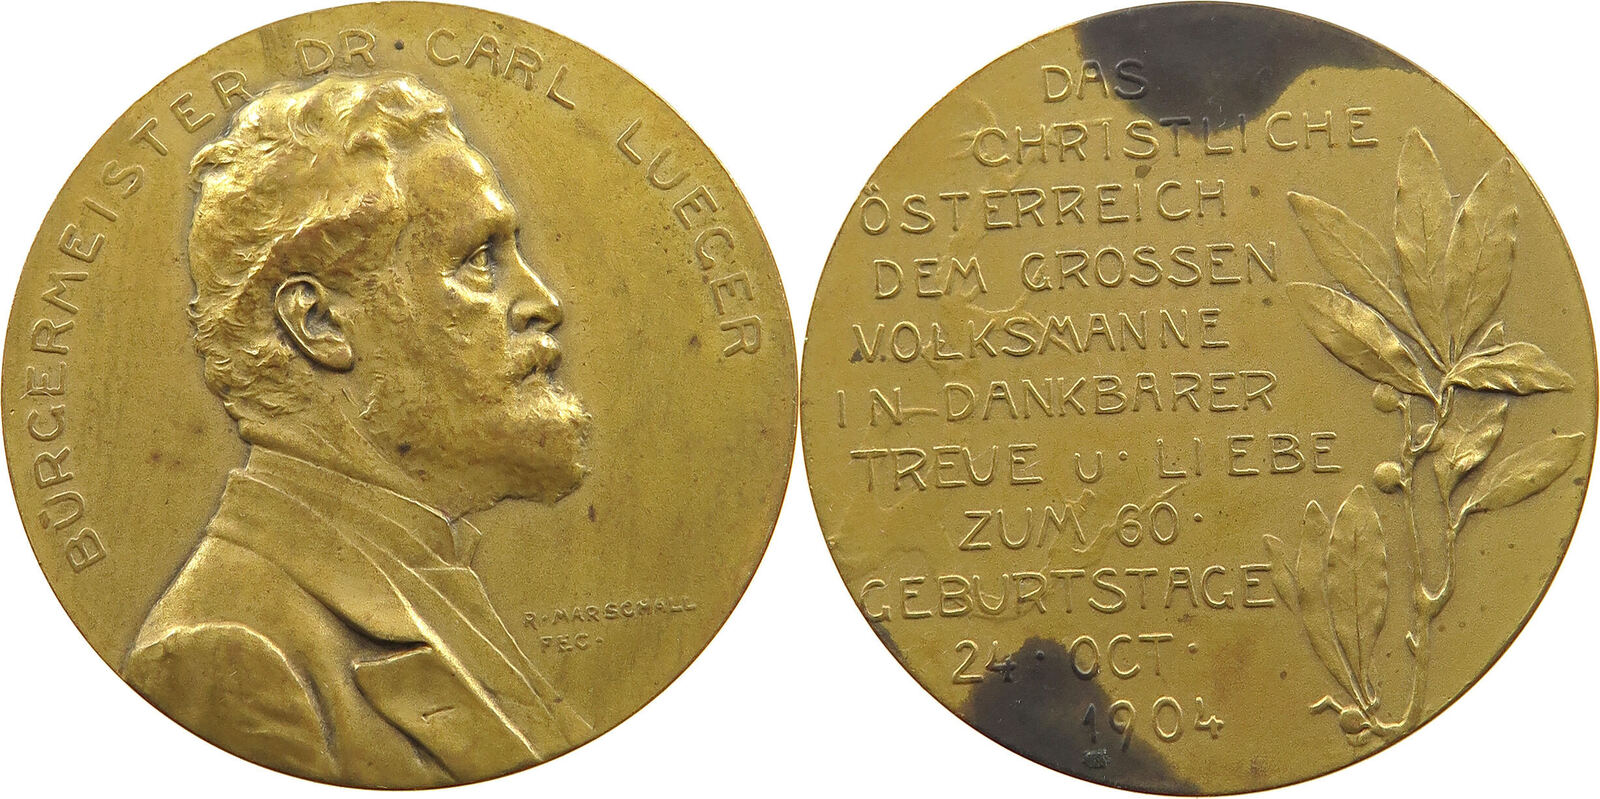 BÜRGERMEISTER DR · CARL LUEGER
R · MARSCHALL
FEC ·
DAS
CHRISTLICHE
ÖSTERREICH ·
DEM GROSSEN
VOLKSMANNE
IN DANKBARER
TREUE U · LIEBE
ZUM 60 ·
GEBURTSTAGE
24 · OCT ·
1904